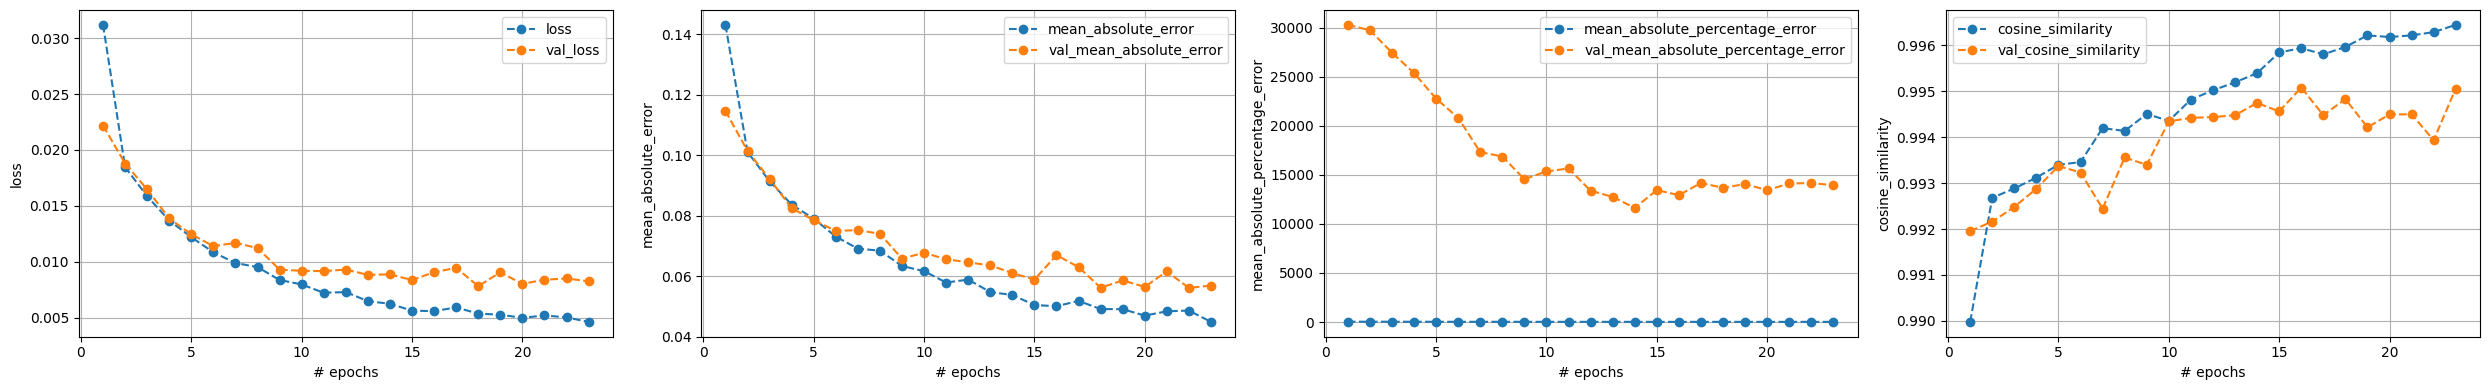 loss
0.030
0.025
0.020
0.015
0.010
0.005
loss
val_loss
0 5 10 15 20
# epochs
mean_absolute_error
0.14
0.12
0.10
0.08
0.06
0.04
mean_absolute_error
val_mean_absolute_error
0 5 10 15 20
# epochs
mean_absolute_percentage_error
30000
25000
20000
15000
10000
5000
0
mean_absolute_percentage_error
val_mean_absolute_percentage_error
0 5 10 15 20
# epochs
cosine_similarity
0.996
0.995
0.994
0.993
0.992
0.991
0.990
cosine_similarity
val_cosine_similarity
0 5 10 15 20
# epochs